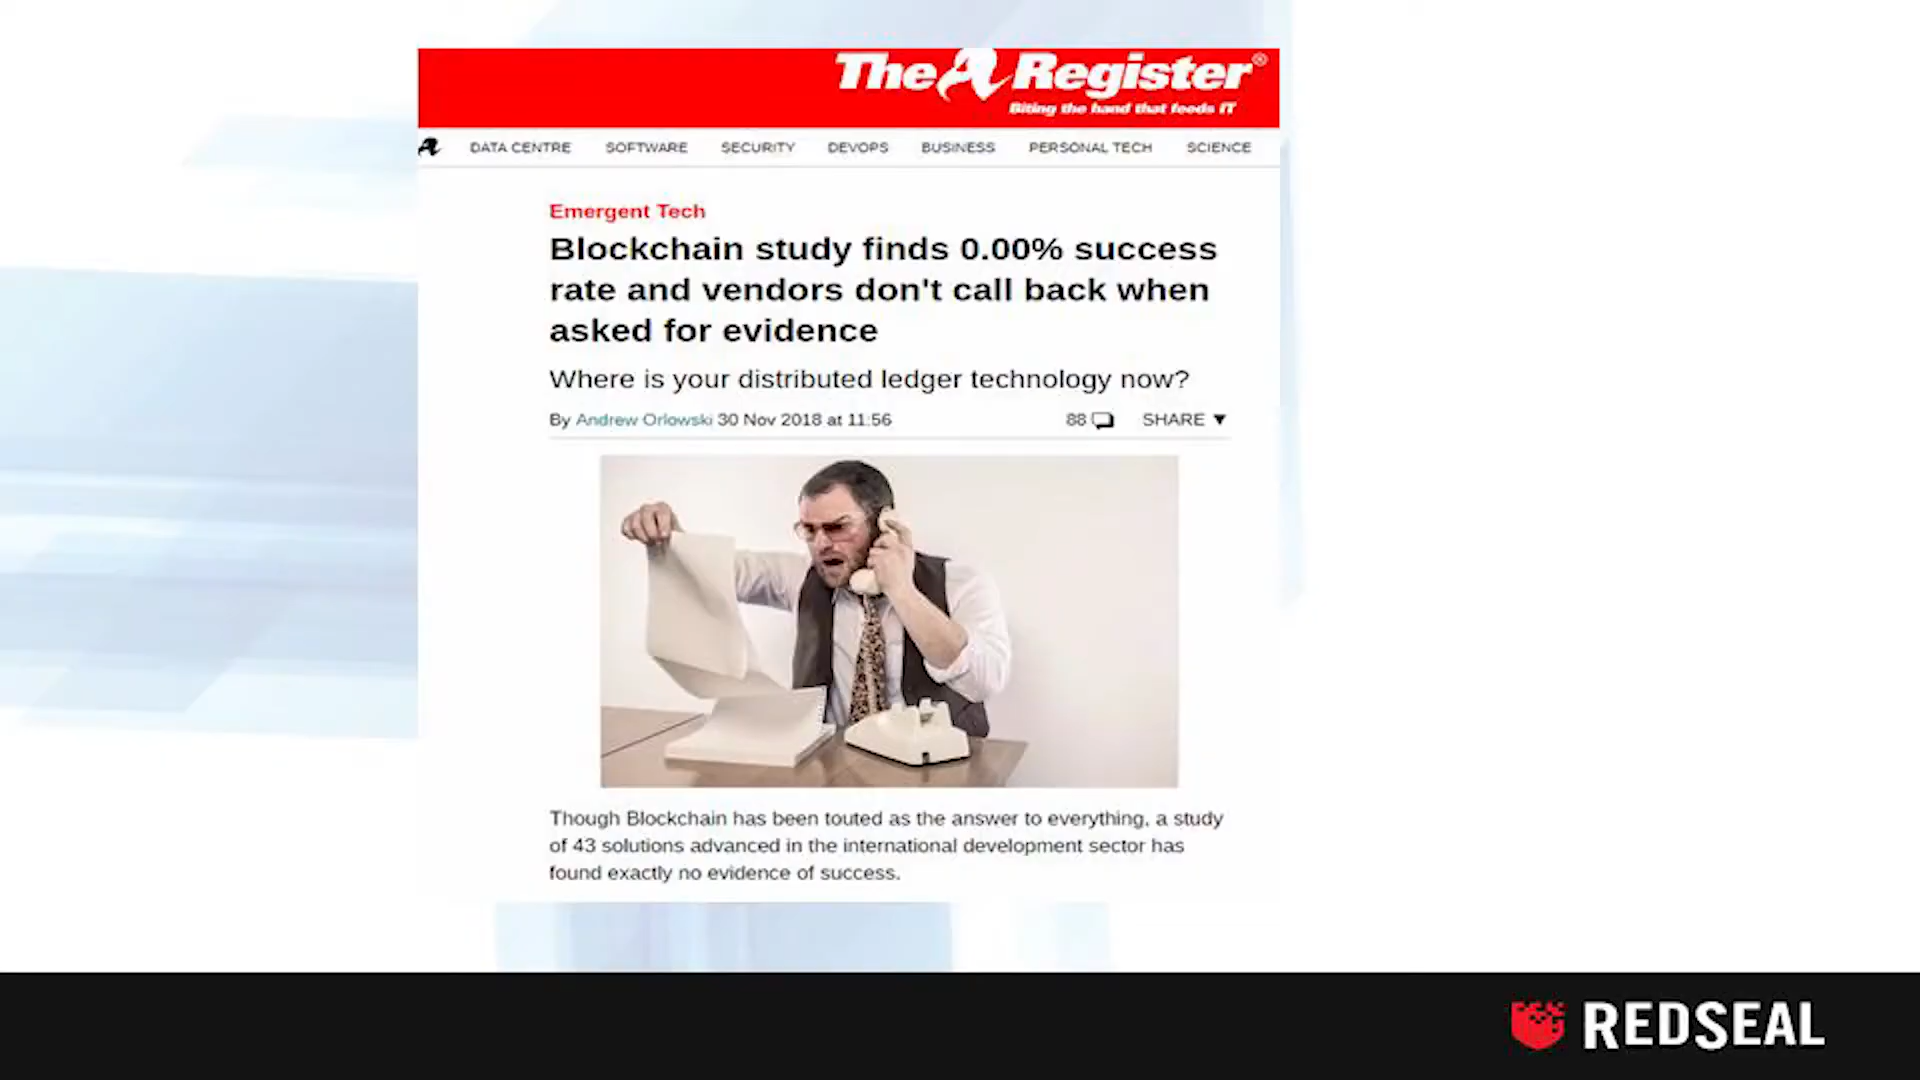 The Register®
Biting the hand that feeds IT
DATA CENTRE SOFTWARE SECURITY DEVOPS BUSINESS PERSONAL TECH SCIENCE
Emergent Tech
Blockchain study finds 0.00% success
rate and vendors don't call back when
asked for evidence
Where is your distributed ledger technology now?
By Andrew Orlowski 30 Nov 2018 at 11:56 88 SHARE ▼
Though Blockchain has been touted as the answer to everything, a study
of 43 solutions advanced in the international development sector has
found exactly no evidence of success.
REDSEAL